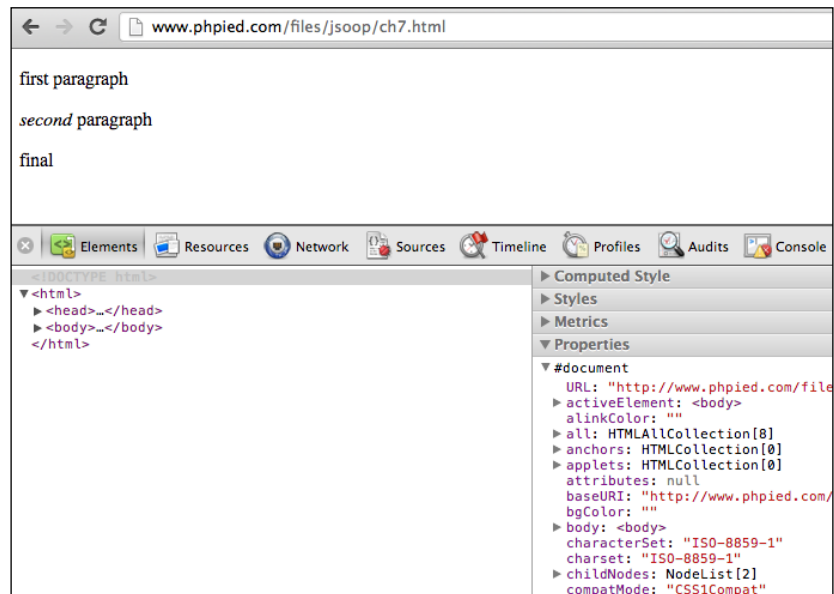 www.phpied.com/files/jsoop/ch7.html
first paragraph
second paragraph
final
Elements Resources Network Sources Timeline Profiles Audits Console
<!DOCTYPE html>
▼<html>
▶<head>…</head>
▶<body>…</body>
</html>
▶Computed Style
▶Styles
▶Metrics
▼Properties
▼#document
URL: "http://www.phpied.com/file
▶activeElement: <body>
alinkColor: ""
▶all: HTMLAllCollection[8]
▶anchors: HTMLCollection[0]
▶applets: HTMLCollection[0]
attributes: null
baseURI: "http://www.phpied.com/
bgColor: ""
▶body: <body>
characterSet: "ISO-8859-1"
charset: "ISO-8859-1"
▶childNodes: NodeList[2]
compatMode: "CSS1Compat"